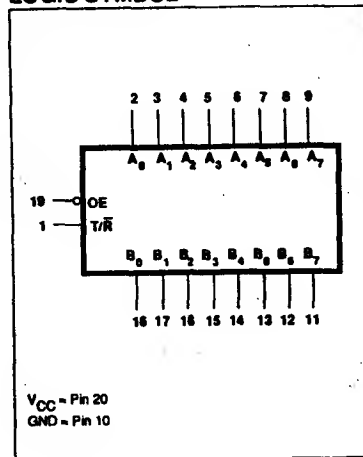 LOGIC SYMBOL
2 3 4 5 6 7 8 9
A₀ A₁ A₂ A₃ A₄ A₅ A₆ A₇
19 OE
1 T/R̅
B₀ B₁ B₂ B₃ B₄ B₅ B₆ B₇
18 17 16 15 14 13 12 11
V_CC = Pin 20
GND = Pin 10